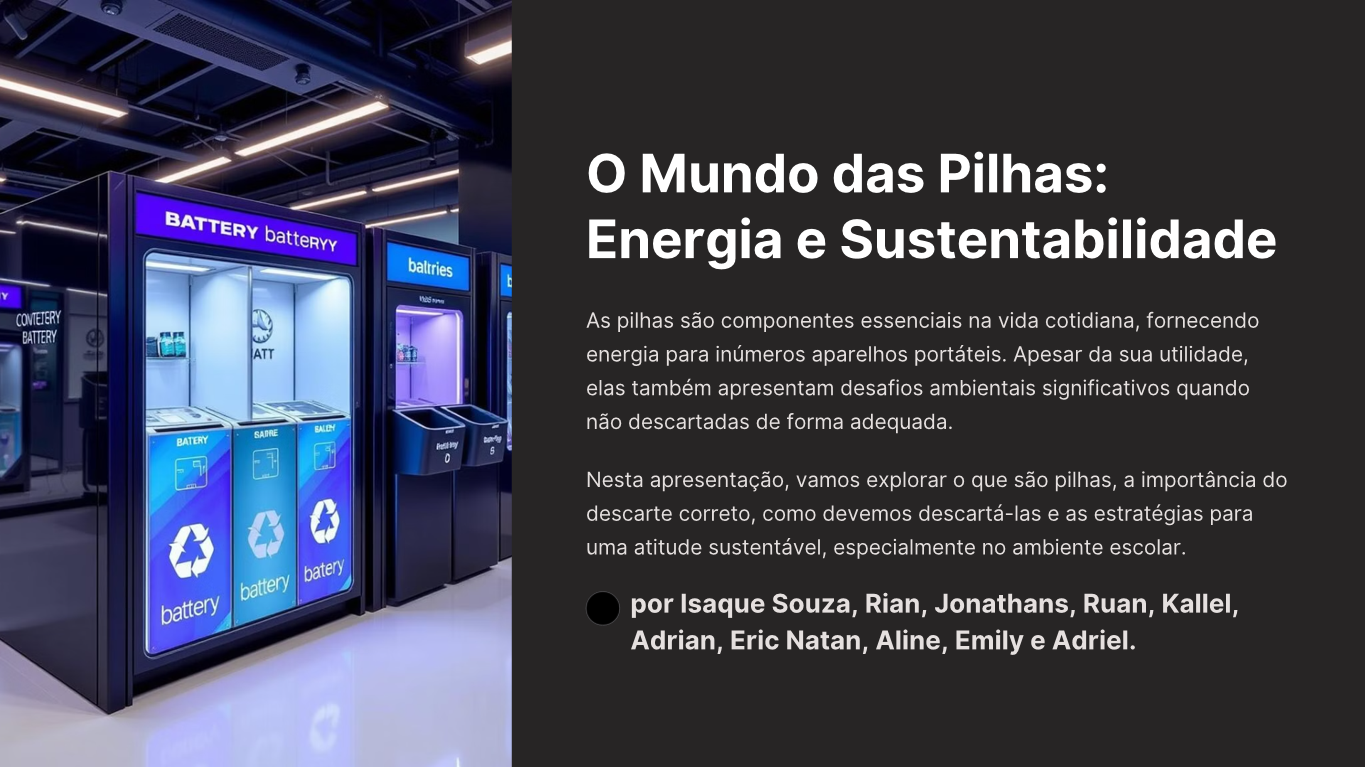 BATTERY batteRYY
baltries
CONTETERY
BATTERY
ATT
BATERY
battery
battery
batery
O Mundo das Pilhas:
Energia e Sustentabilidade
As pilhas são componentes essenciais na vida cotidiana, fornecendo
energia para inúmeros aparelhos portáteis. Apesar da sua utilidade,
elas também apresentam desafios ambientais significativos quando
não descartadas de forma adequada.
Nesta apresentação, vamos explorar o que são pilhas, a importância do
descarte correto, como devemos descartá-las e as estratégias para
uma atitude sustentável, especialmente no ambiente escolar.
por Isaque Souza, Rian, Jonathans, Ruan, Kallel,
Adrian, Eric Natan, Aline, Emily e Adriel.